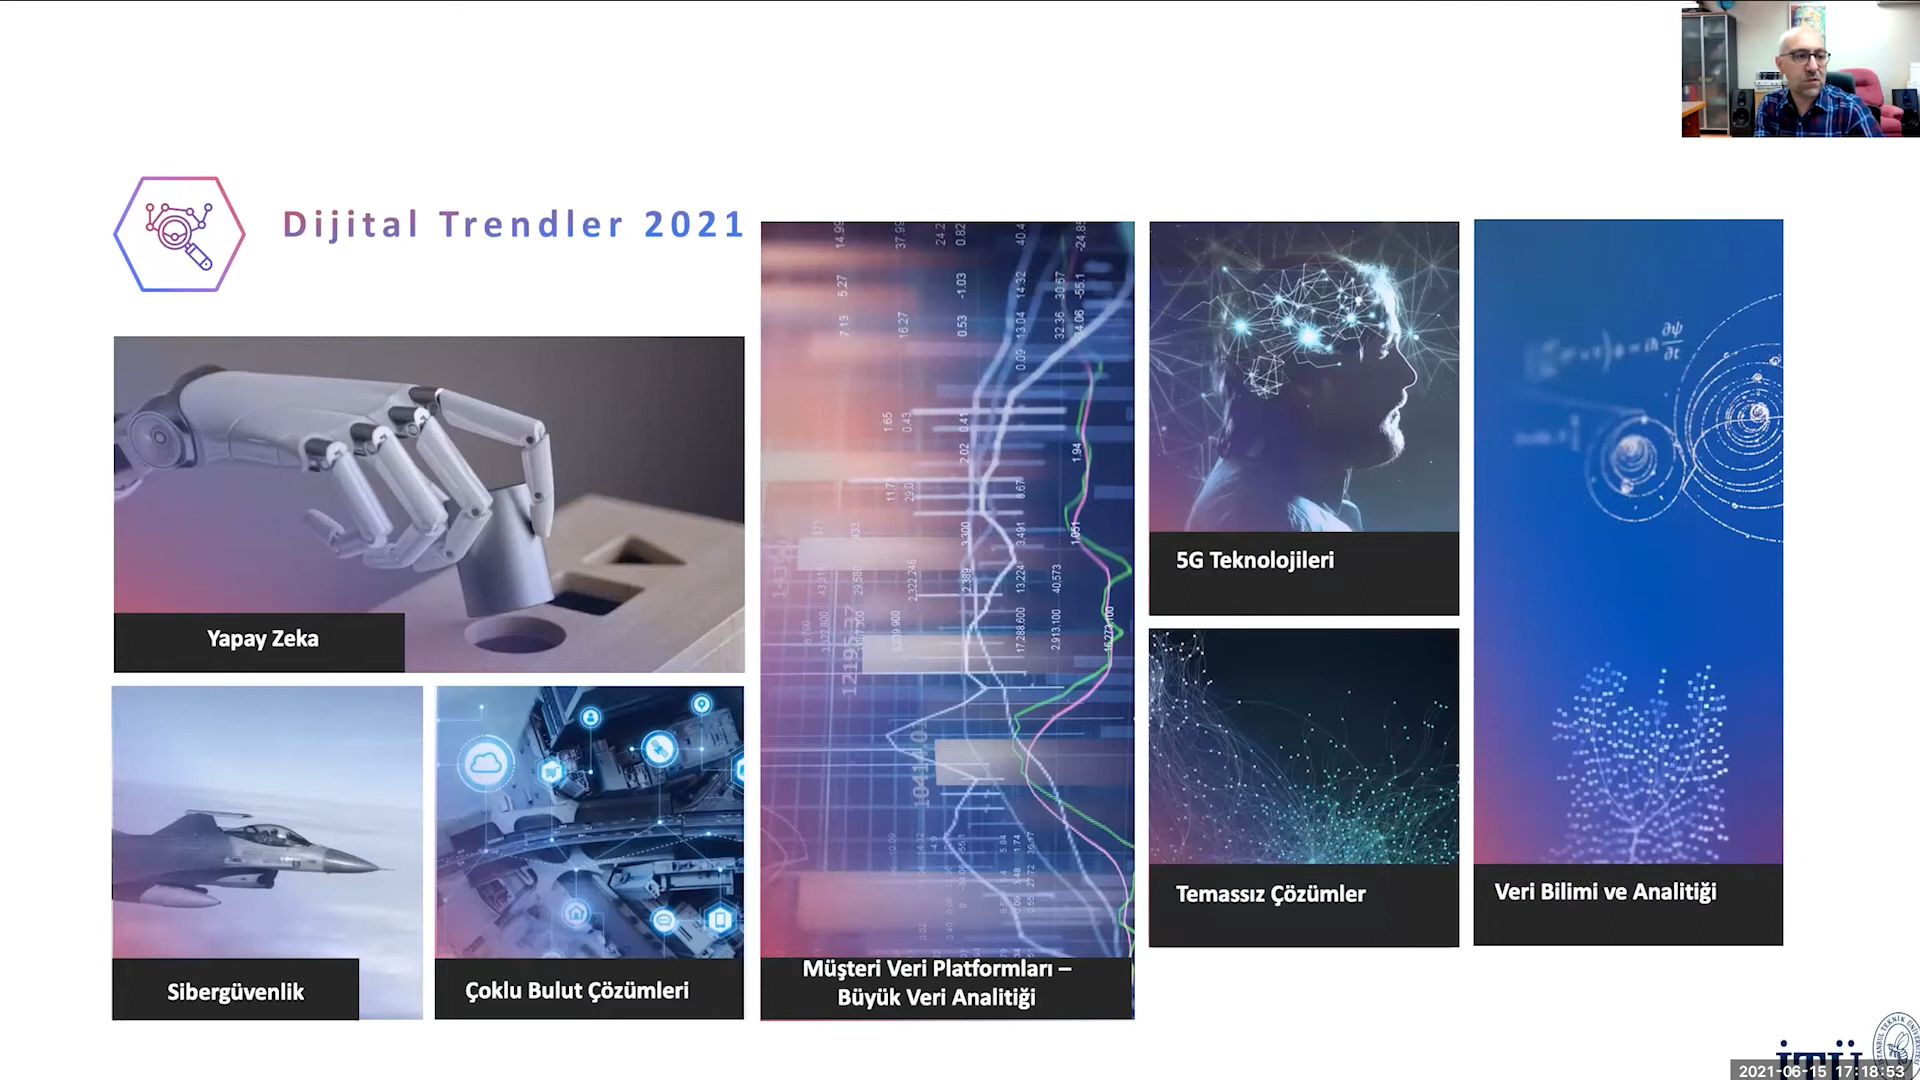 Dijital Trendler 2021
Yapay Zeka
Sibergüvenlik
Çoklu Bulut Çözümleri
Müşteri Veri Platformları –
Büyük Veri Analitiği
5G Teknolojileri
Temassız Çözümler
Veri Bilimi ve Analitiği
İTÜ
2021-06-15 17:18:53